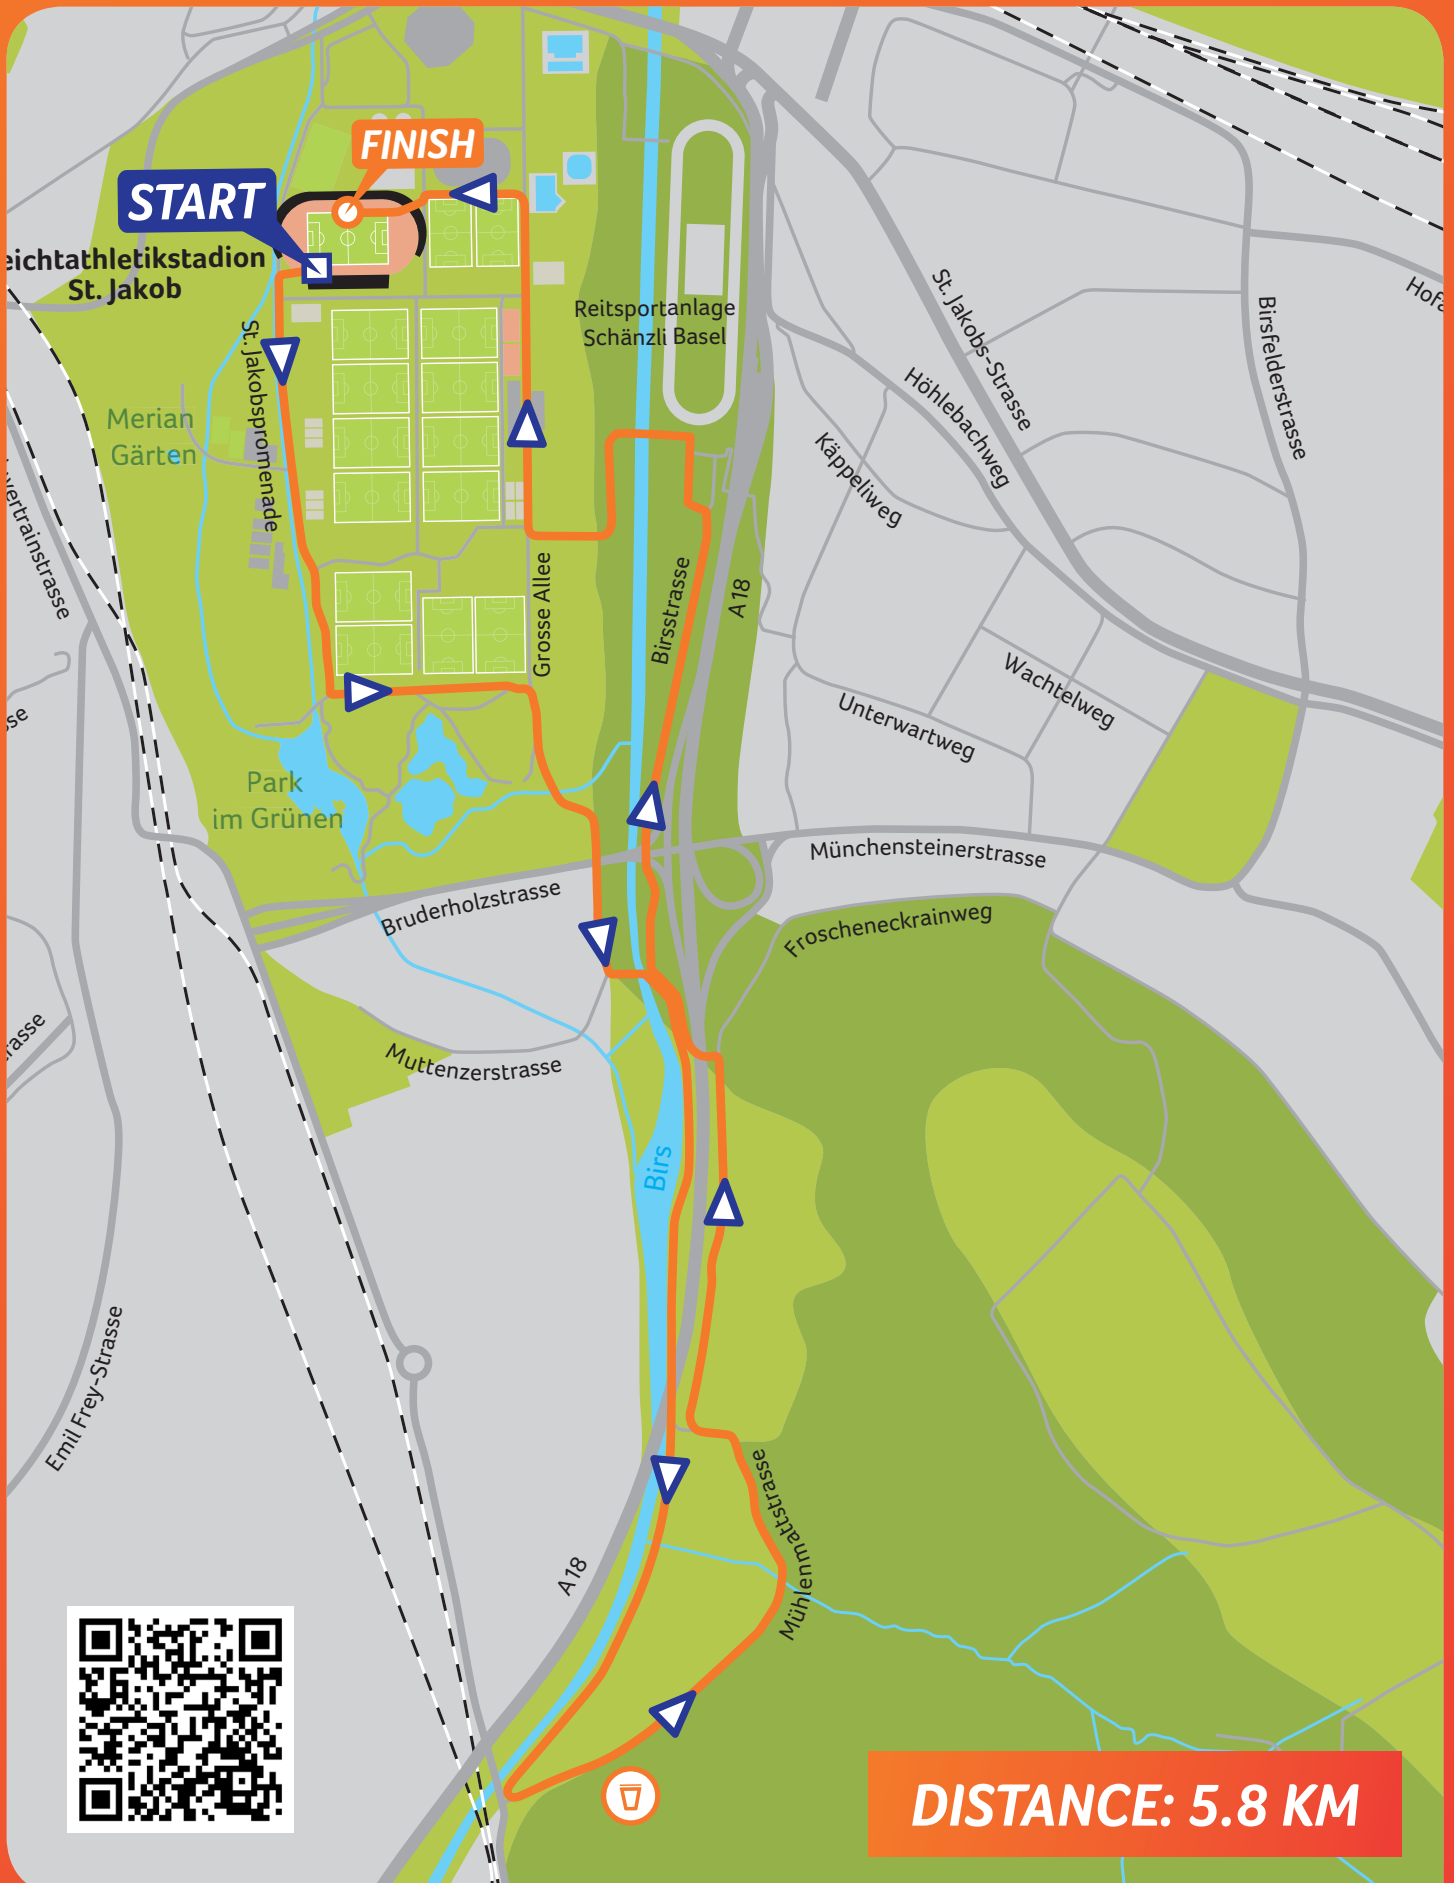 FINISH
START
eichtathletikstadion
St. Jakob
Reitsportanlage
Schänzli Basel
St. Jakobs-Strasse
Birsfelderstrasse
Höhlebachweg
Käppeliweg
St. Jakobspromenade
Merian
Gärten
Grosse Allee
Birsstrasse
A18
Wachtelweg
Unterwartweg
Park
im Grünen
Münchensteinerstrasse
Bruderholzstrasse
Froscheneckrainweg
Muttenzerstrasse
Birs
Emil Frey-Strasse
Mühlenmattstrasse
A18
DISTANCE: 5.8 KM